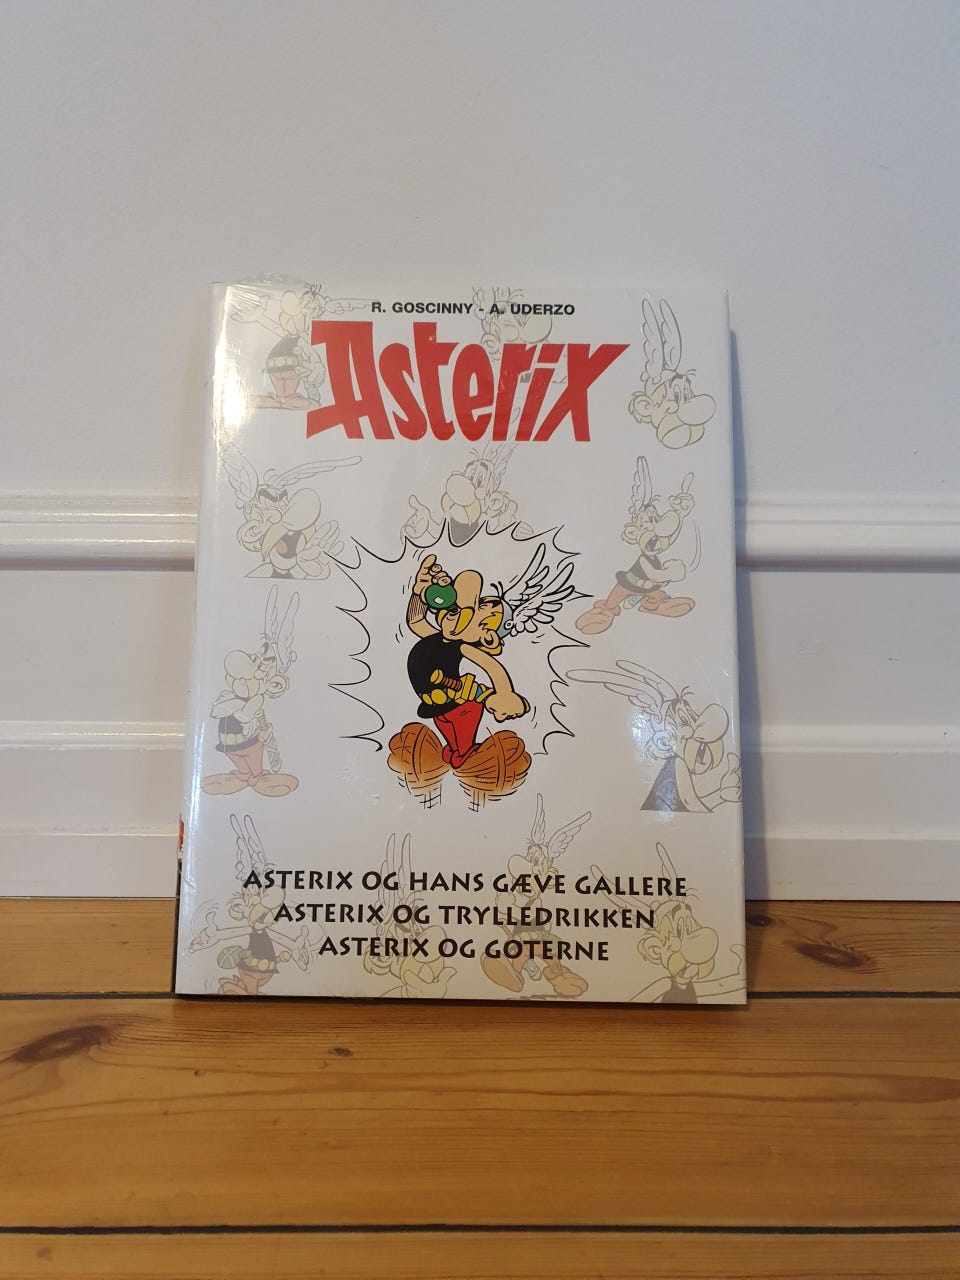 R. GOSCINNY - A. UDERZO
Asterix
ASTERIX OG HANS GÆVE GALLERE
ASTERIX OG TRYLLEDRIKKEN
ASTERIX OG GOTERNE